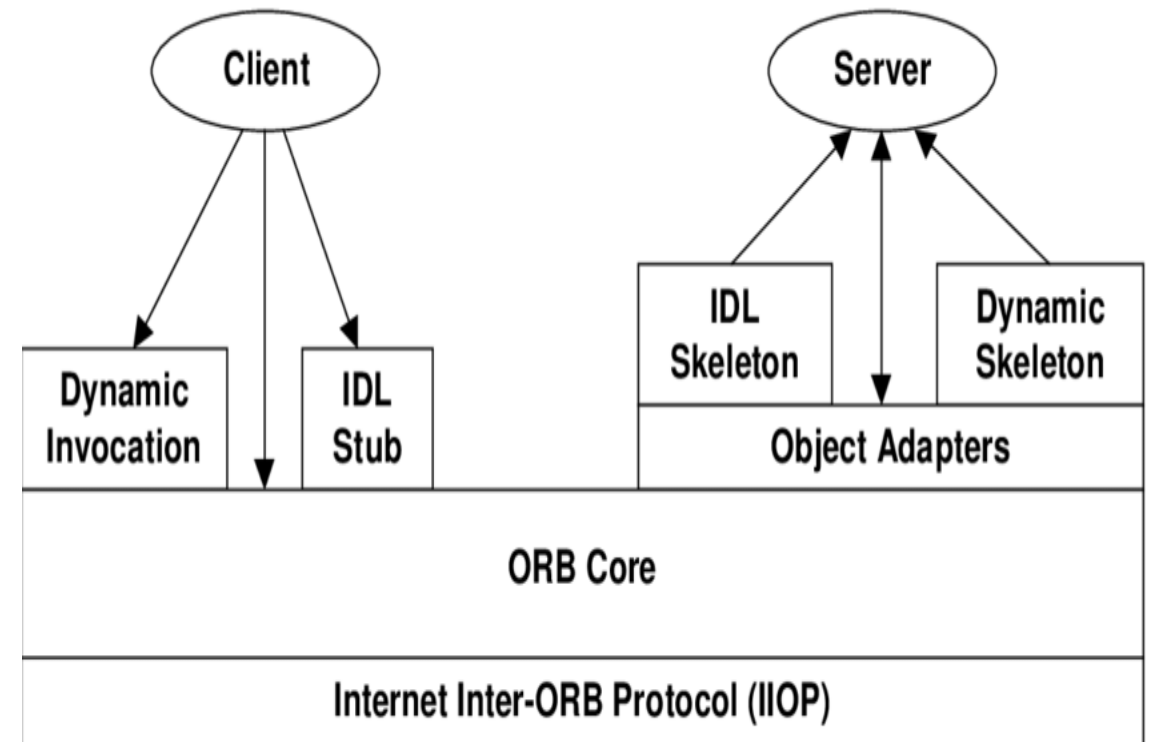 Client
Server
IDL
Skeleton
Dynamic
Skeleton
Dynamic
Invocation
IDL
Stub
Object Adapters
ORB Core
Internet Inter-ORB Protocol (IIOP)